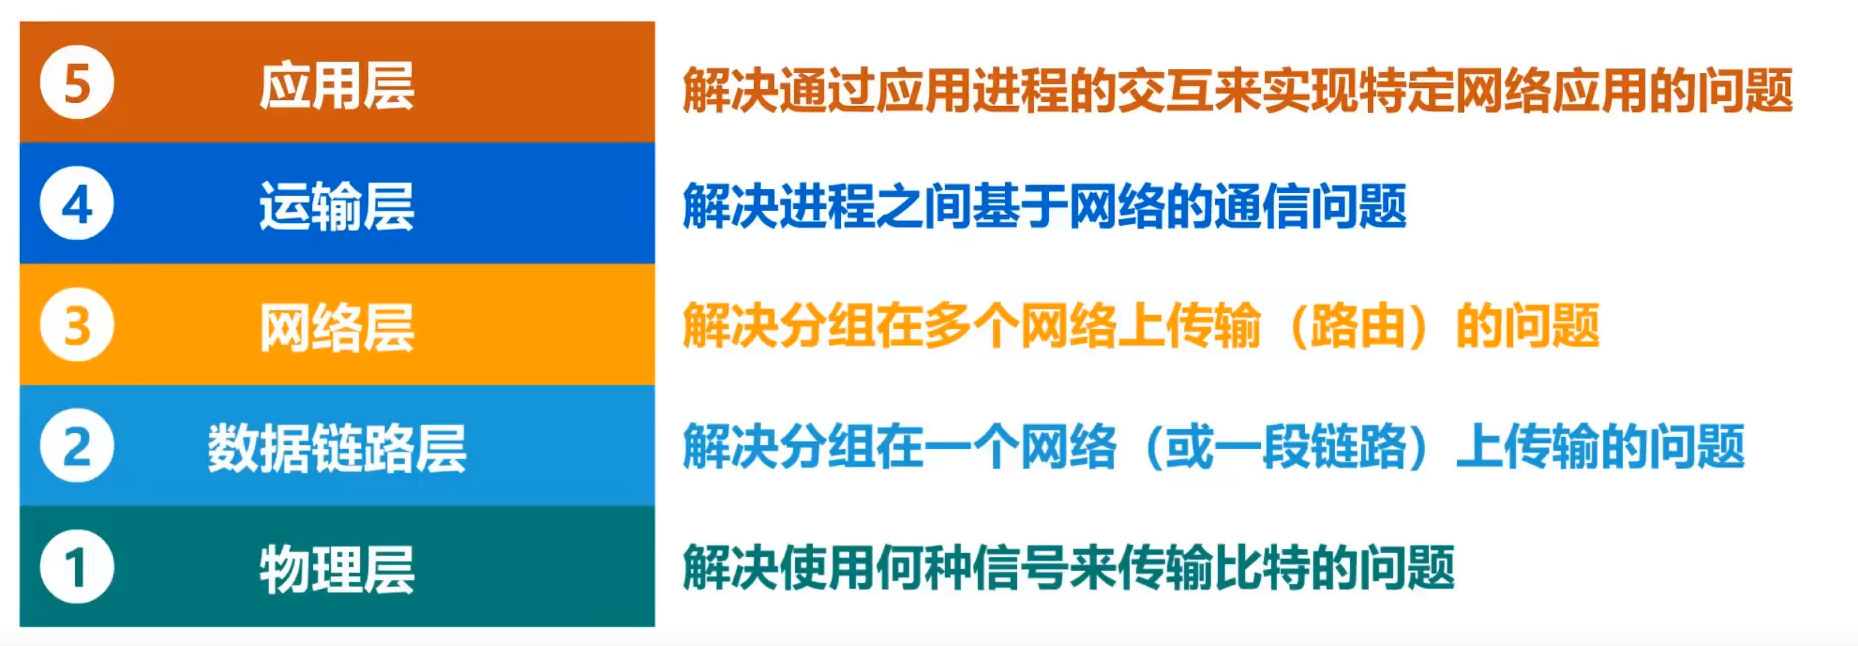 5 应用层 解决通过应用进程的交互来实现特定网络应用的问题
4 运输层 解决进程之间基于网络的通信问题
3 网络层 解决分组在多个网络上传输（路由）的问题
2 数据链路层 解决分组在一个网络（或一段链路）上传输的问题
1 物理层 解决使用何种信号来传输比特的问题